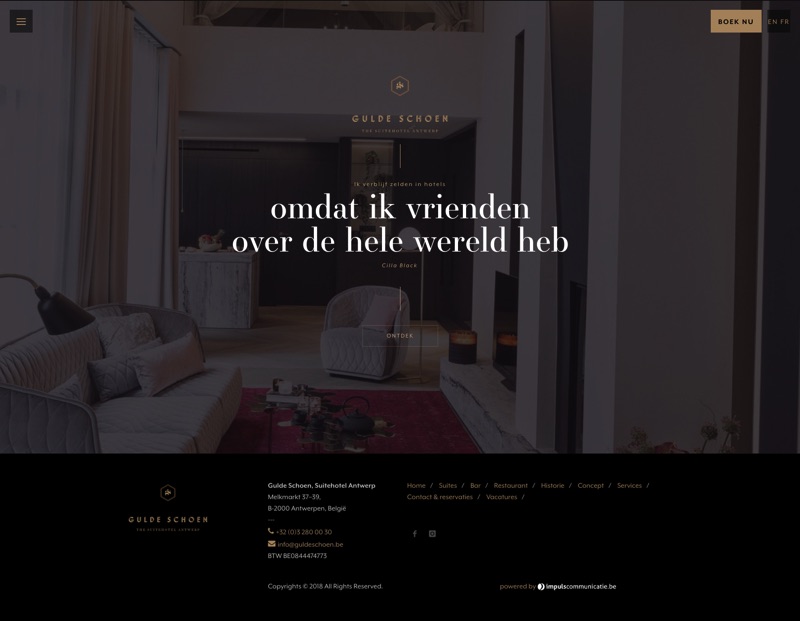 BOEK NU
EN FR
GULDE SCHOEN
THE SUITEHOTEL ANTWERP
Ik verblijf zelden in hotels
omdat ik vrienden
over de hele wereld heb
Cilla Black
ONTDEK
GULDE SCHOEN
THE SUITEHOTEL ANTWERP
Gulde Schoen, Suitehotel Antwerp
Melkmarkt 37-39,
B-2000 Antwerpen, België
—
+32 (0)3 280 00 30
info@guldeschoen.be
BTW BE0844474773
Home / Suites / Bar / Restaurant / Historie / Concept / Services /
Contact & reservaties / Vacatures /
Copyrights © 2018 All Rights Reserved.
powered by impulscommunicatie.be